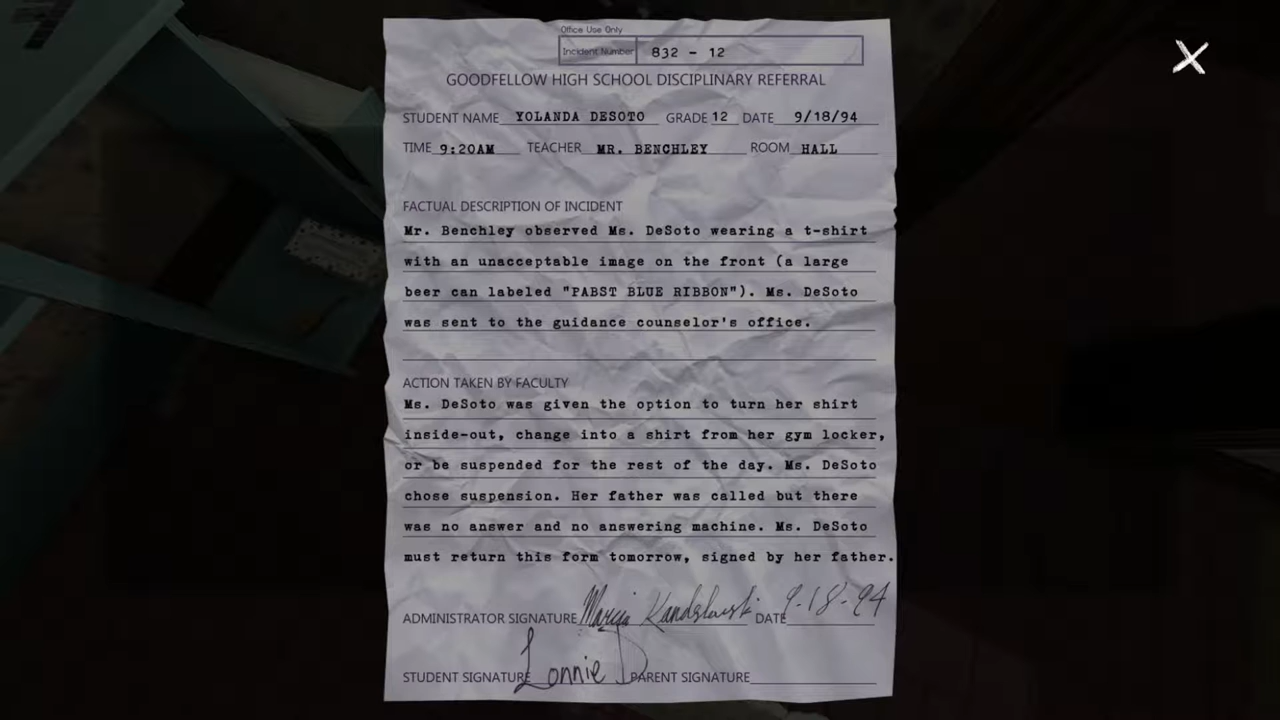 Office Use Only
Incident Number 832 - 12
GOODFELLOW HIGH SCHOOL DISCIPLINARY REFERRAL
STUDENT NAME YOLANDA DESOTO GRADE 12 DATE 9/18/94
TIME 9:20AM TEACHER MR. BENCHLEY ROOM HALL
FACTUAL DESCRIPTION OF INCIDENT
Mr. Benchley observed Ms. DeSoto wearing a t-shirt
with an unacceptable image on the front (a large
beer can labeled "PABST BLUE RIBBON"). Ms. DeSoto
was sent to the guidance counselor's office.
ACTION TAKEN BY FACULTY
Ms. DeSoto was given the option to turn her shirt
inside-out, change into a shirt from her gym locker,
or be suspended for the rest of the day. Ms. DeSoto
chose suspension. Her father was called but there
was no answer and no answering machine. Ms. DeSoto
must return this form tomorrow, signed by her father.
ADMINISTRATOR SIGNATURE Marcia DATE 9-18-94
STUDENT SIGNATURE Lonnie D PARENT SIGNATURE